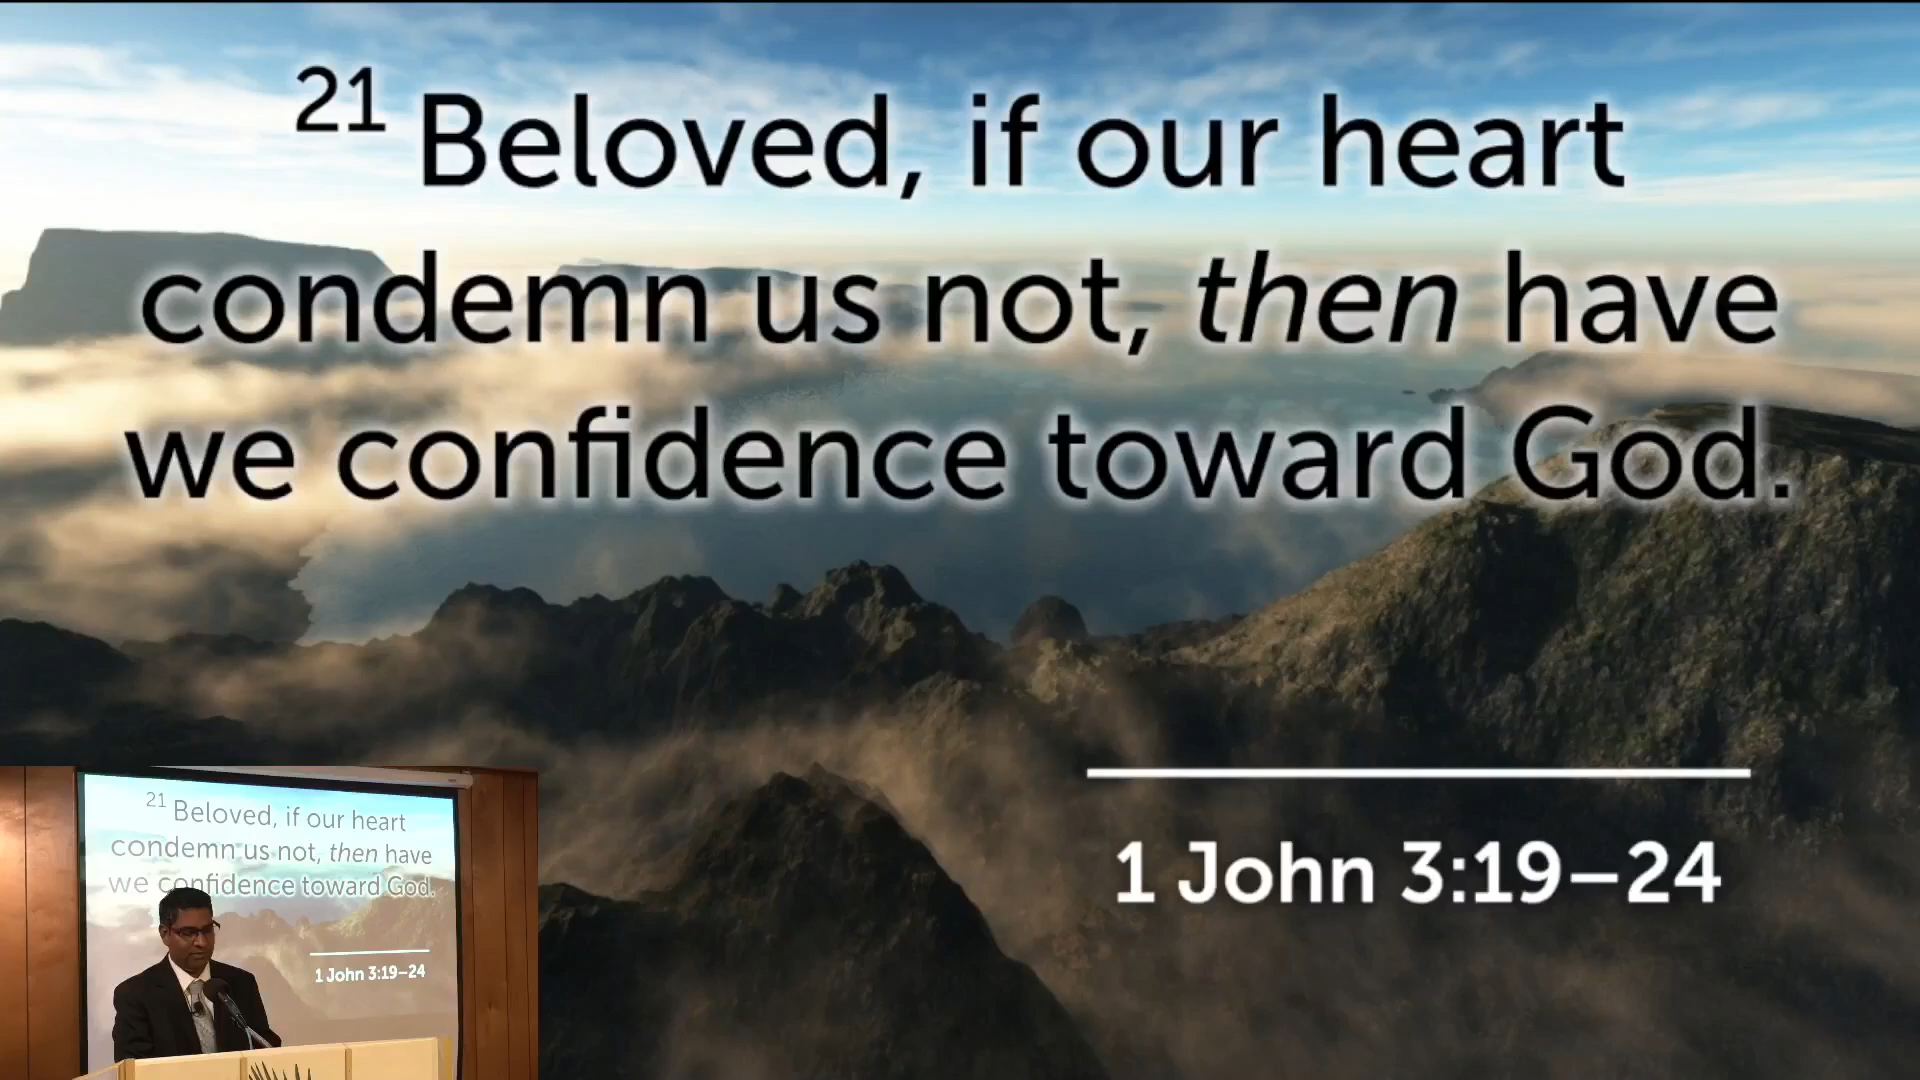 21 Beloved, if our heart
condemn us not, then have
we confidence toward God.
1 John 3:19–24
21 Beloved, if our heart
condemn us not, then have
we confidence toward God.
1 John 3:19–24